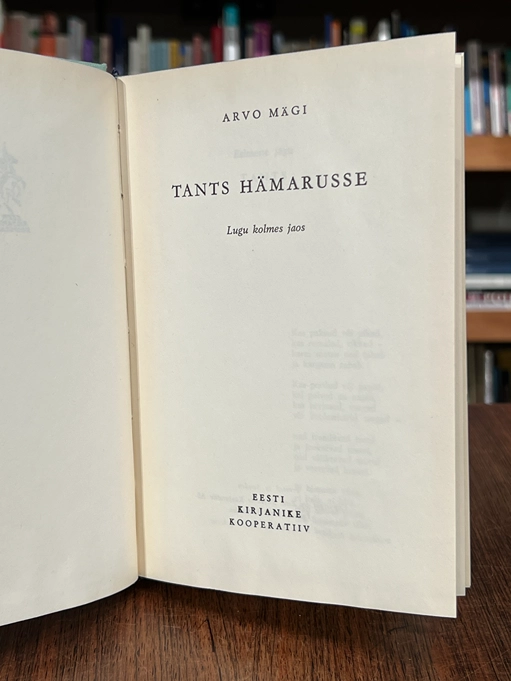 ARVO MÄGI
TANTS HÄMARUSSE
Lugu kolmes jaos
EESTI
KIRJANIKE
KOOPERATIIV